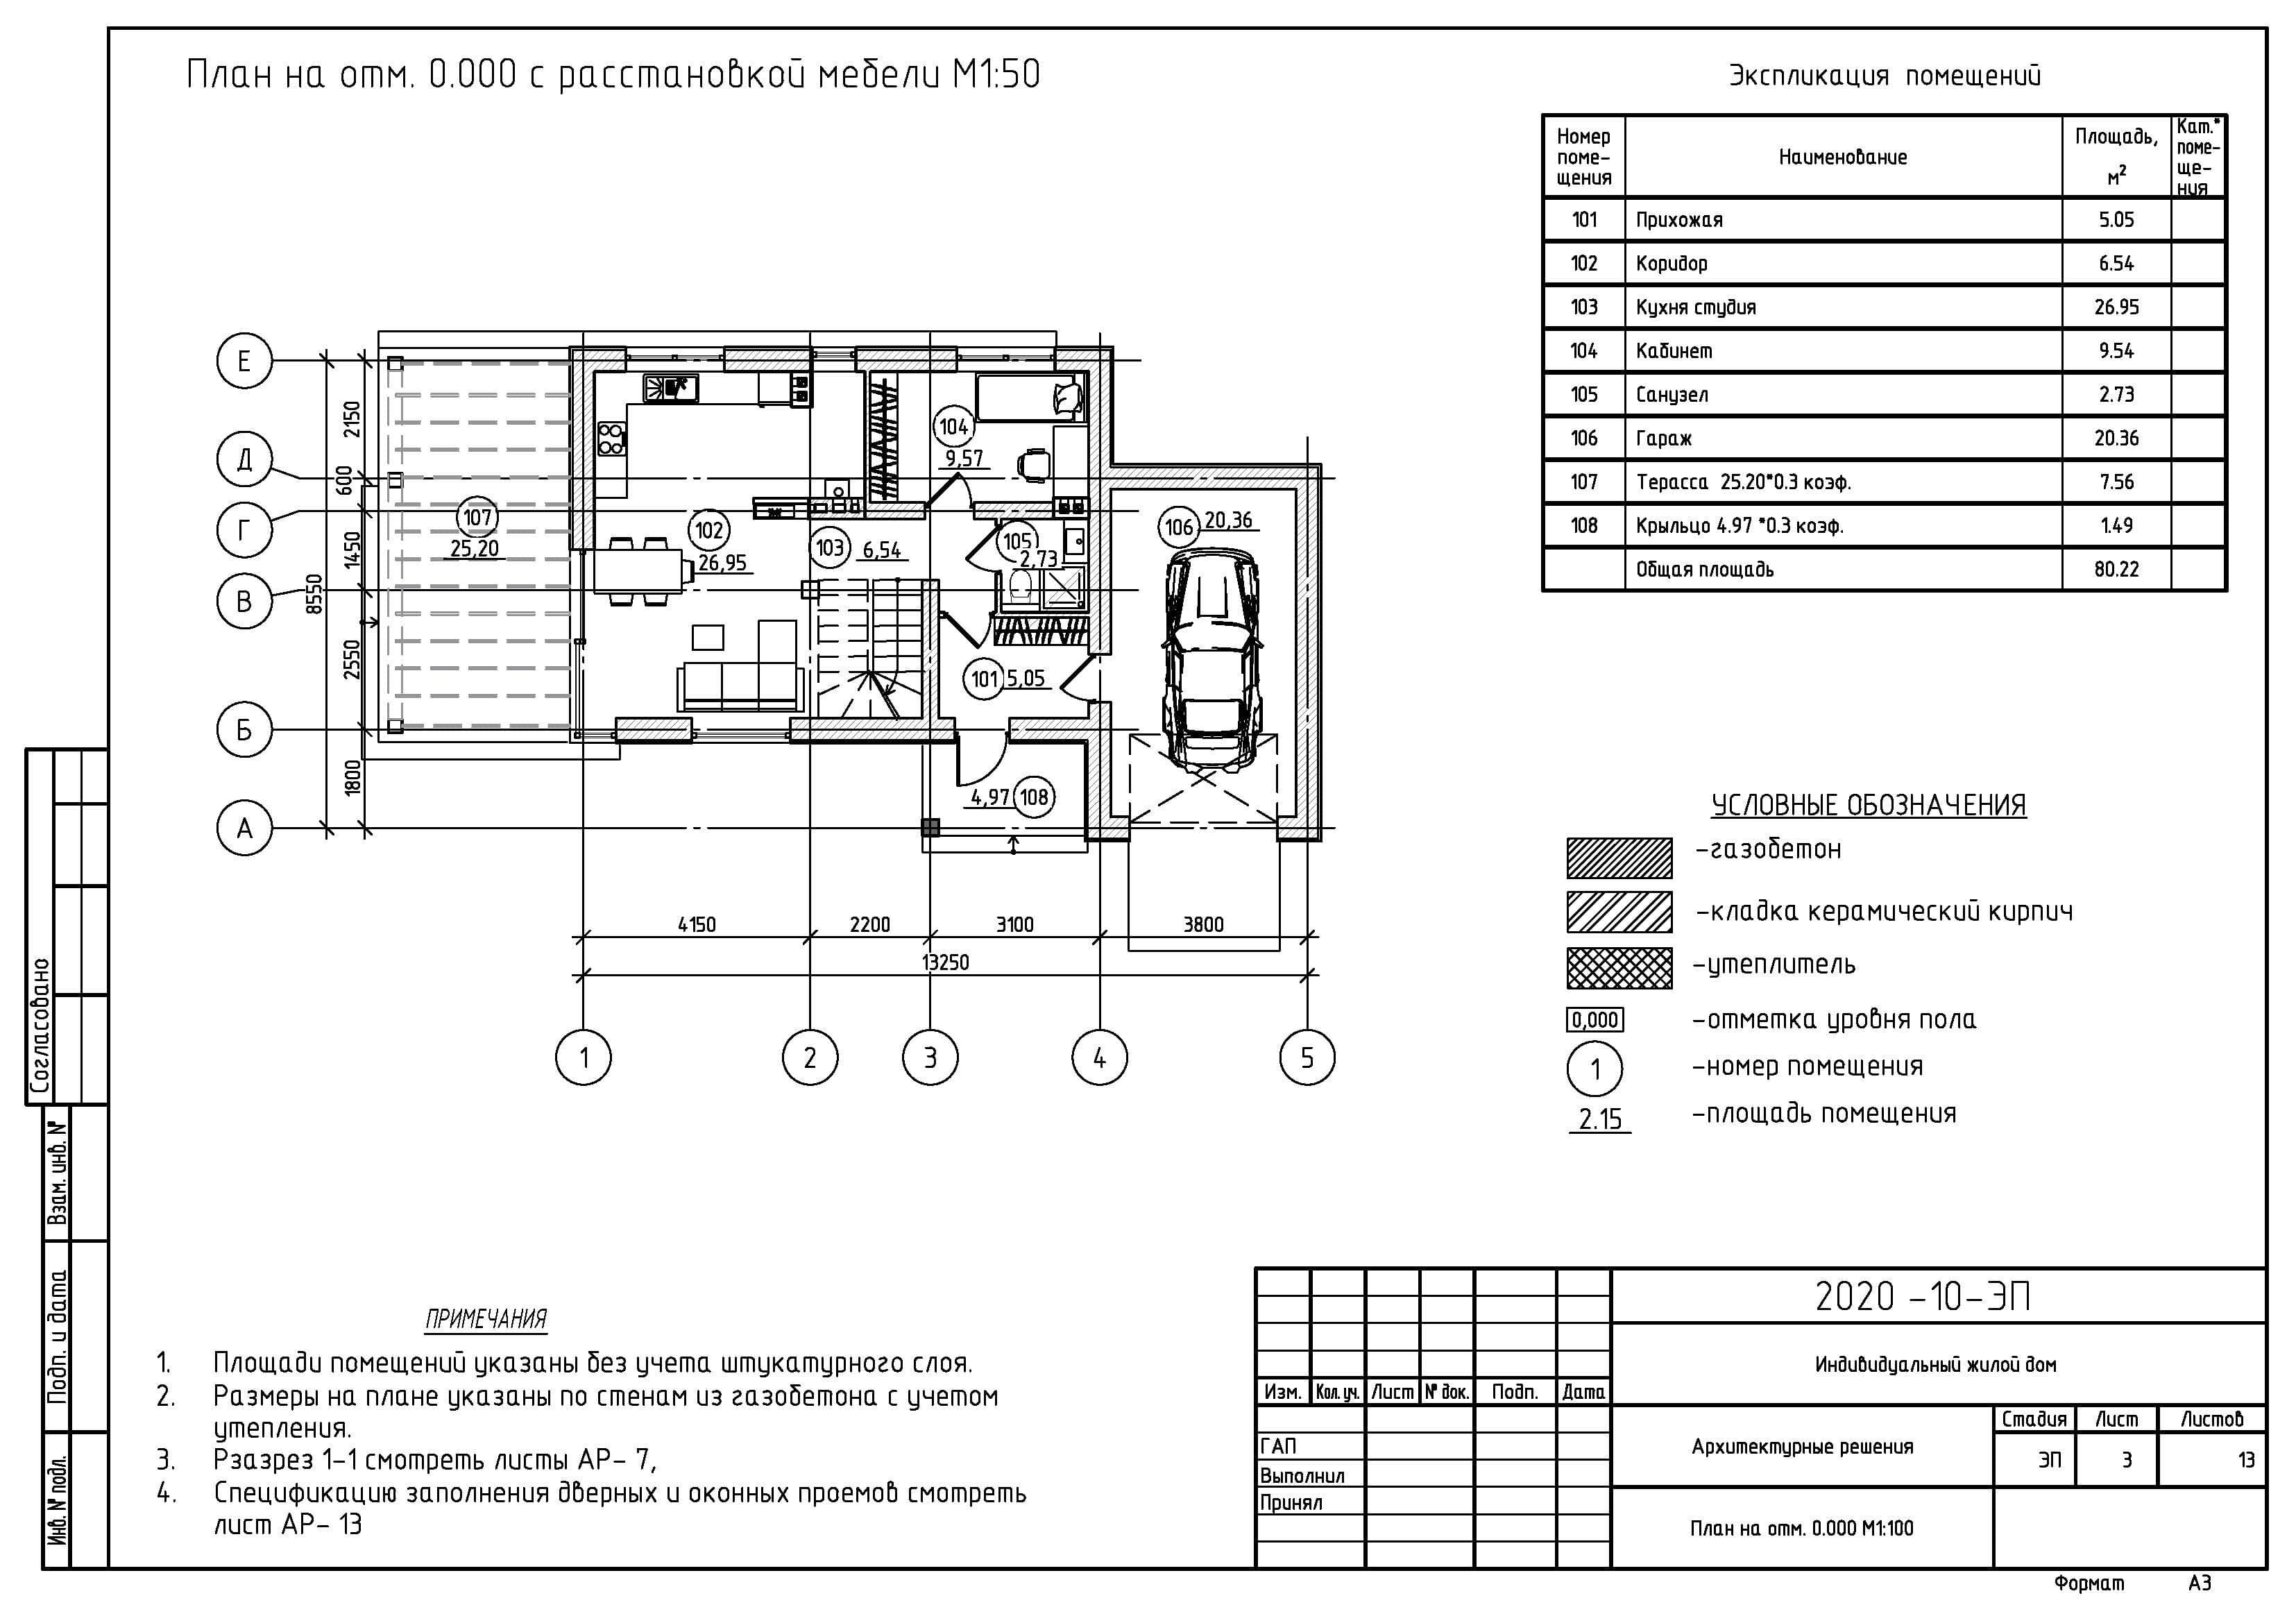 План на отм. 0.000 с расстановкой мебели М1:50
Экспликация помещений
Номер поме-щения
Наименование
Площадь, м2
Кат.* поме-ще-ния
101 Прихожая 5.05
102 Коридор 6.54
103 Кухня студия 26.95
104 Кабинет 9.54
105 Санузел 2.73
106 Гараж 20.36
107 Терасса 25.20*0.3 коэф. 7.56
108 Крыльцо 4.97 *0.3 коэф. 1.49
Общая площадь 80.22
Е
Д
Г
В
Б
А
2150
600
1450
2550
1800
8550
107
25,20
102
26,95
103
6,54
104
9,57
105
2,73
106
20,36
101
5,05
4,97
108
4150
2200
3100
3800
13250
1
2
3
4
5
УСЛОВНЫЕ ОБОЗНАЧЕНИЯ
-газобетон
-кладка керамический кирпич
-утеплитель
0,000
-отметка уровня пола
1
-номер помещения
2.15
-площадь помещения
Согласовано
Взам. инв. №
Подп. и дата
Инв. № подл.
ПРИМЕЧАНИЯ
1. Площади помещений указаны без учета штукатурного слоя.
2. Размеры на плане указаны по стенам из газобетона с учетом
утепления.
3. Рзазрез 1-1 смотреть листы АР- 7,
4. Спецификацию заполнения дверных и оконных проемов смотреть
лист АР- 13
2020 -10-ЭП
Индивидуальный жилой дом
Изм. Кол. уч. Лист № док. Подп. Дата
ГАП
Выполнил
Принял
Архитектурные решения
Стадия Лист Листов
ЭП 3 13
План на отм. 0.000 М1:100
Формат А3